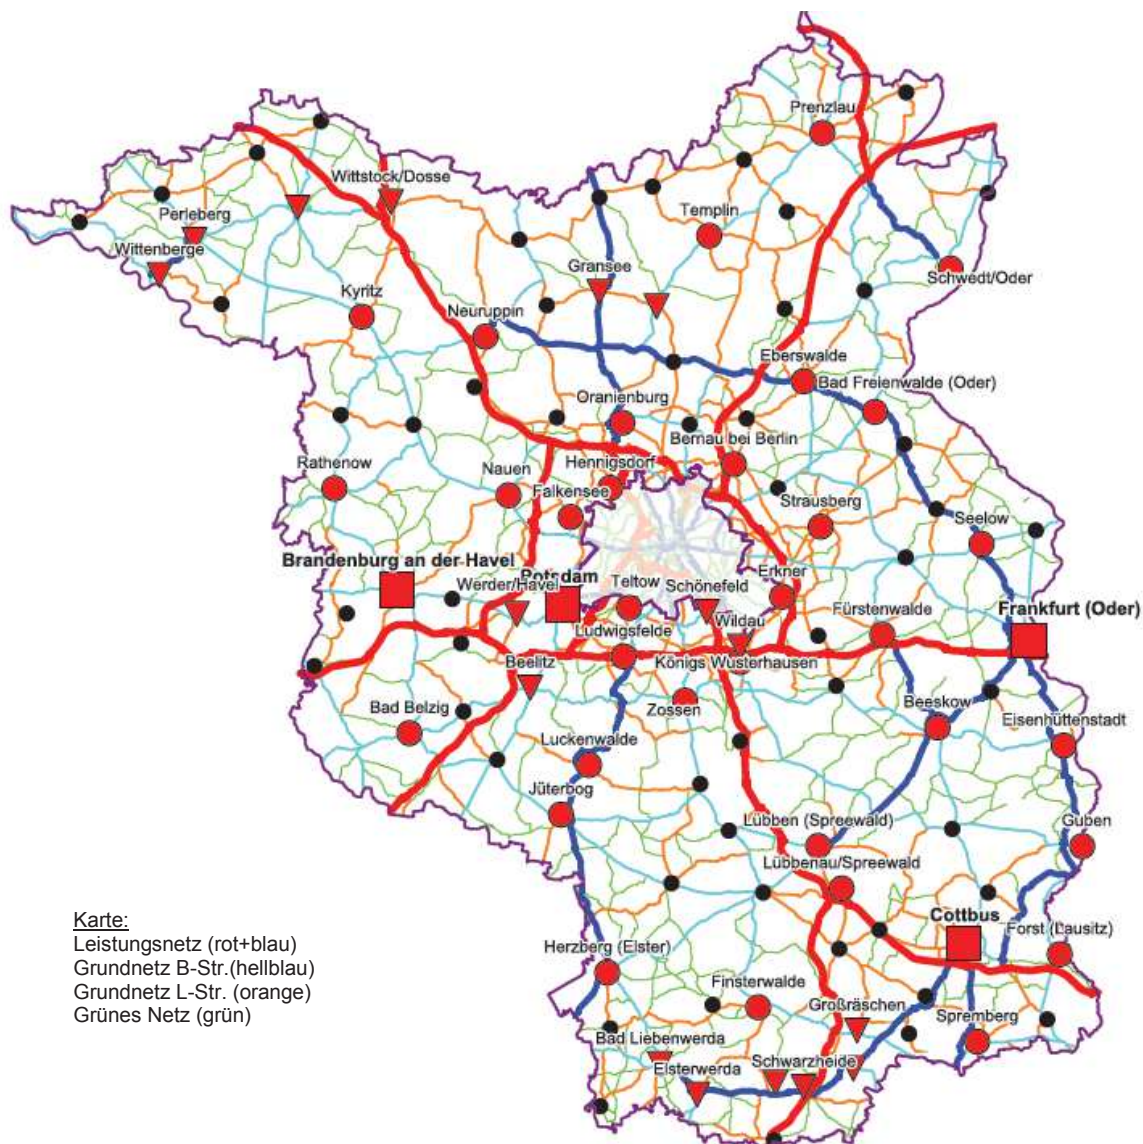 Prenzlau
Wittstock/Dosse
Perleberg
Templin
Wittenberge
Gransee
Schwedt/Oder
Kyritz
Neuruppin
Eberswalde
Bad Freienwalde (Oder)
Oranienburg
Bernau bei Berlin
Rathenow
Nauen
Hennigsdorf
Falkensee
Strausberg
Seelow
Brandenburg an der Havel
Potsdam
Werder/Havel
Teltow
Schönefeld
Erkner
Fürstenwalde
Frankfurt (Oder)
Wildau
Ludwigsfelde
Beelitz
Königs Wusterhausen
Bad Belzig
Zossen
Beeskow
Eisenhüttenstadt
Luckenwalde
Jüterbog
Lübben (Spreewald)
Guben
Lübbenau/Spreewald
Cottbus
Forst (Lausitz)
Herzberg (Elster)
Finsterwalde
Großräschen
Spremberg
Bad Liebenwerda
Elsterwerda
Schwarzheide
Karte:
Leistungsnetz (rot+blau)
Grundnetz B-Str.(hellblau)
Grundnetz L-Str. (orange)
Grünes Netz (grün)